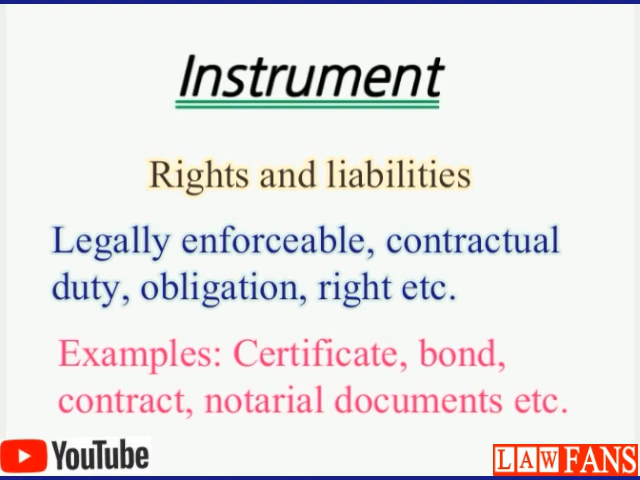 Instrument
Rights and liabilities
Legally enforceable, contractual
duty, obligation, right etc.
Examples: Certificate, bond,
contract, notarial documents etc.
YouTube
LAWFANS